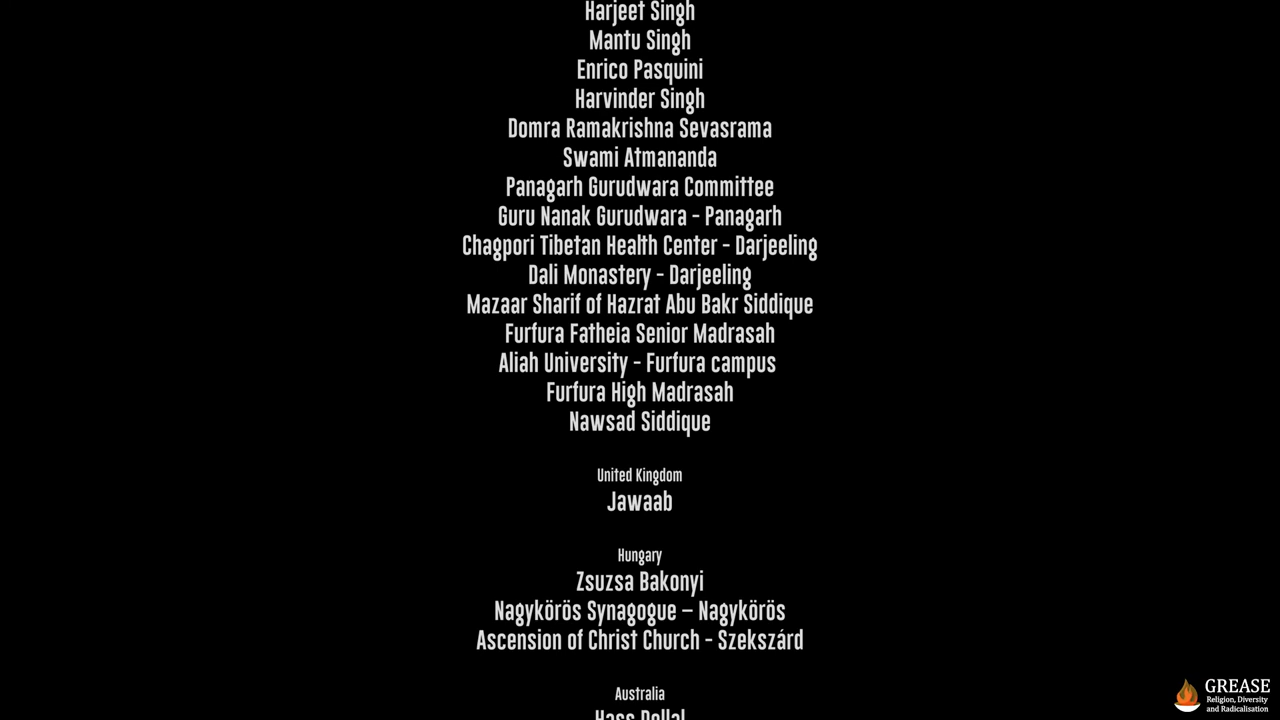 Harjeet Singh
Mantu Singh
Enrico Pasquini
Harvinder Singh
Domra Ramakrishna Sevasrama
Swami Atmananda
Panagarh Gurudwara Committee
Guru Nanak Gurudwara - Panagarh
Chagpori Tibetan Health Center - Darjeeling
Dali Monastery - Darjeeling
Mazaar Sharif of Hazrat Abu Bakr Siddique
Furfura Fatheia Senior Madrasah
Aliah University - Furfura campus
Furfura High Madrasah
Nawsad Siddique
United Kingdom
Jawaab
Hungary
Zsuzsa Bakonyi
Nagykörös Synagogue – Nagykörös
Ascension of Christ Church - Szekszárd
Australia
Hass Dellal
GREASE
Religion, Diversity
and Radicalisation